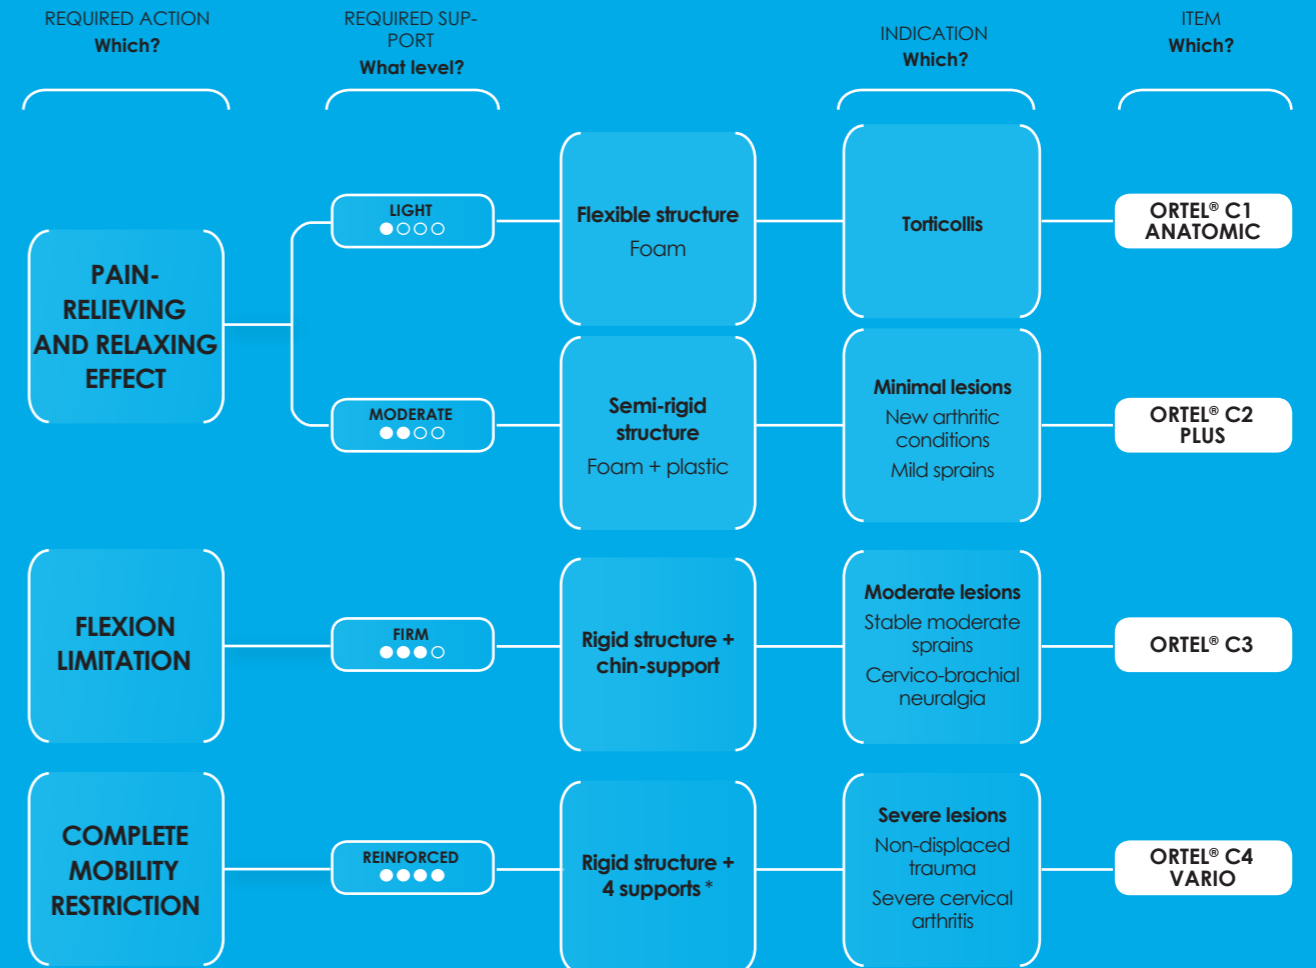 REQUIRED ACTION
Which?
REQUIRED SUP-
PORT
What level?
INDICATION
Which?
ITEM
Which?
PAIN-
RELIEVING
AND RELAXING
EFFECT
LIGHT
Flexible structure
Foam
Torticollis
ORTEL® C1
ANATOMIC
MODERATE
Semi-rigid
structure
Foam + plastic
Minimal lesions
New arthritic
conditions
Mild sprains
ORTEL® C2
PLUS
FLEXION
LIMITATION
FIRM
Rigid structure +
chin-support
Moderate lesions
Stable moderate
sprains
Cervico-brachial
neuralgia
ORTEL® C3
COMPLETE
MOBILITY
RESTRICTION
REINFORCED
Rigid structure +
4 supports *
Severe lesions
Non-displaced
trauma
Severe cervical
arthritis
ORTEL® C4
VARIO